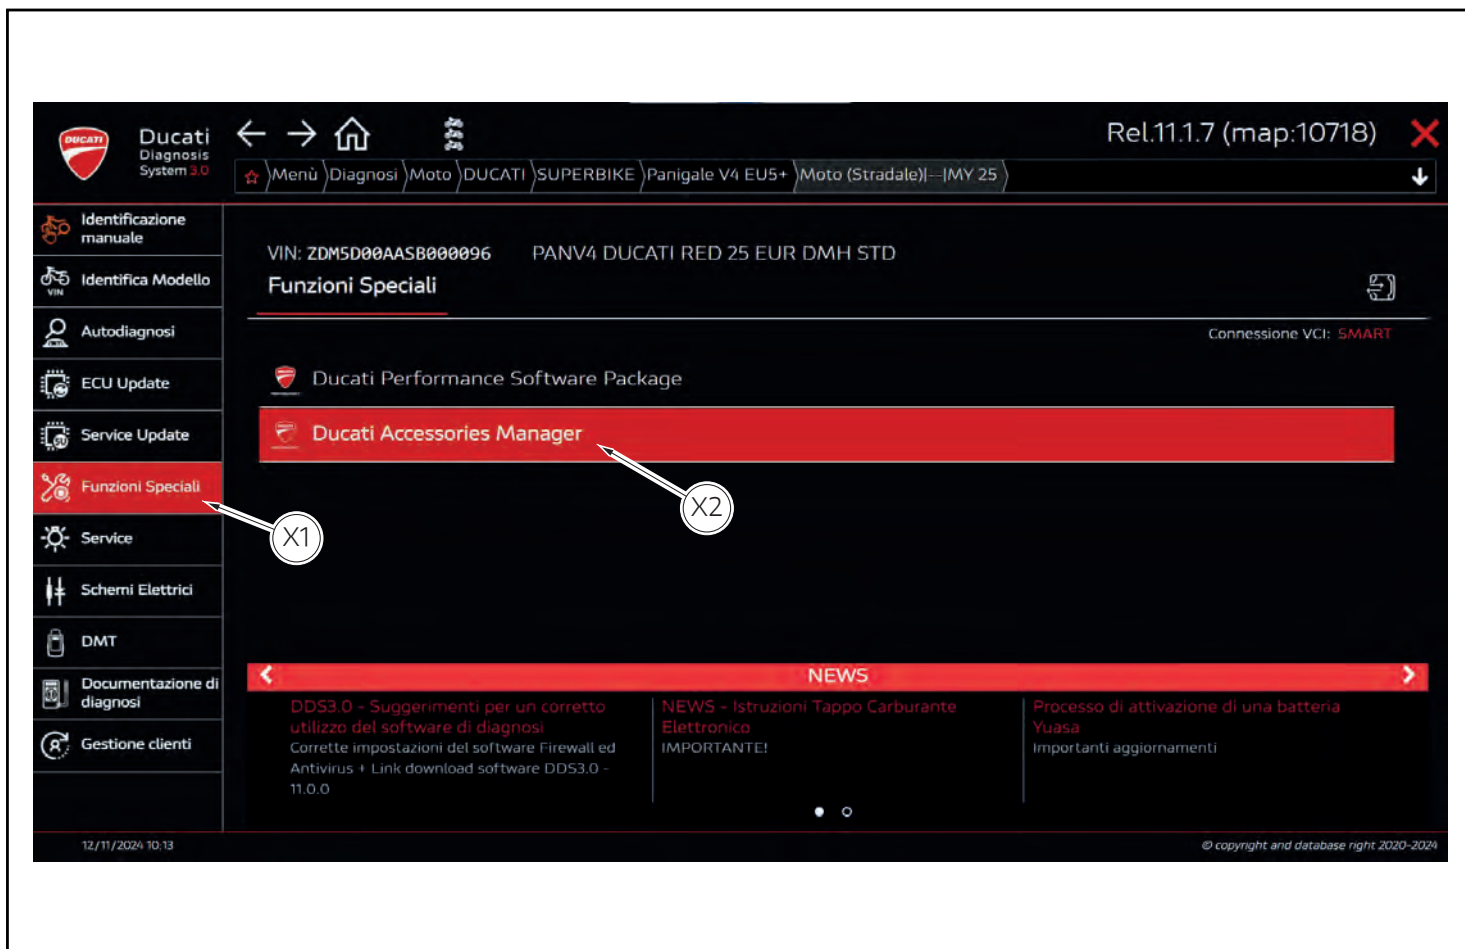 DUCATI
Ducati
Diagnosis
System 3.0
Rel.11.1.7 (map:10718)
Menù Diagnosi Moto DUCATI SUPERBIKE Panigale V4 EU5+ Moto (Stradale)|---|MY 25
Identificazione
manuale
VIN
Identifica Modello
Autodiagnosi
ECU Update
Service Update
Funzioni Speciali
Service
Schemi Elettrici
DMT
Documentazione di
diagnosi
Gestione clienti
VIN: ZDM5D00AASB000096 PANV4 DUCATI RED 25 EUR DMH STD
Funzioni Speciali
Connessione VCI: SMART
Ducati Performance Software Package
Ducati Accessories Manager
X1
X2
NEWS
DDS3.0 - Suggerimenti per un corretto
utilizzo del software di diagnosi
Corrette impostazioni del software Firewall ed
Antivirus + Link download software DDS3.0 -
11.0.0
NEWS - Istruzioni Tappo Carburante
Elettronico
IMPORTANTE!
Processo di attivazione di una batteria
Yuasa
Importanti aggiornamenti
12/11/2024 10:13
© copyright and database right 2020-2024